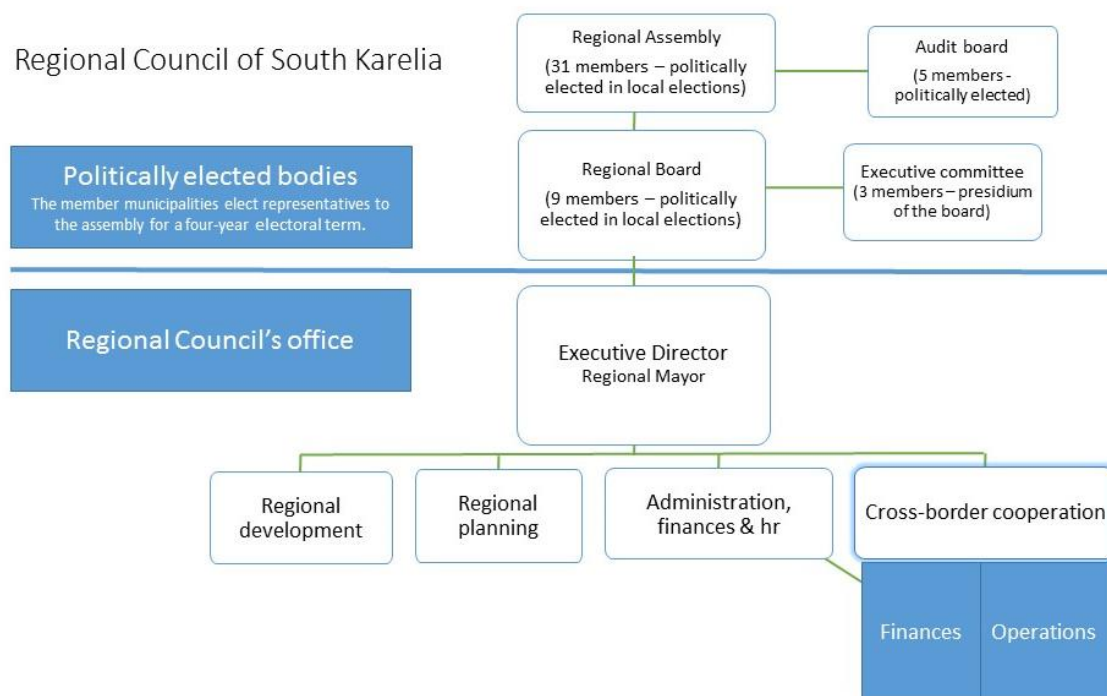 Regional Council of South Karelia
Regional Assembly
(31 members – politically
elected in local elections)
Audit board
(5 members -
politically elected)
Politically elected bodies
The member municipalities elect representatives to
the assembly for a four-year electoral term.
Regional Board
(9 members – politically
elected in local elections)
Executive committee
(3 members – presidium
of the board)
Regional Council's office
Executive Director
Regional Mayor
Regional
development
Regional
planning
Administration,
finances & hr
Cross-border cooperation
Finances
Operations